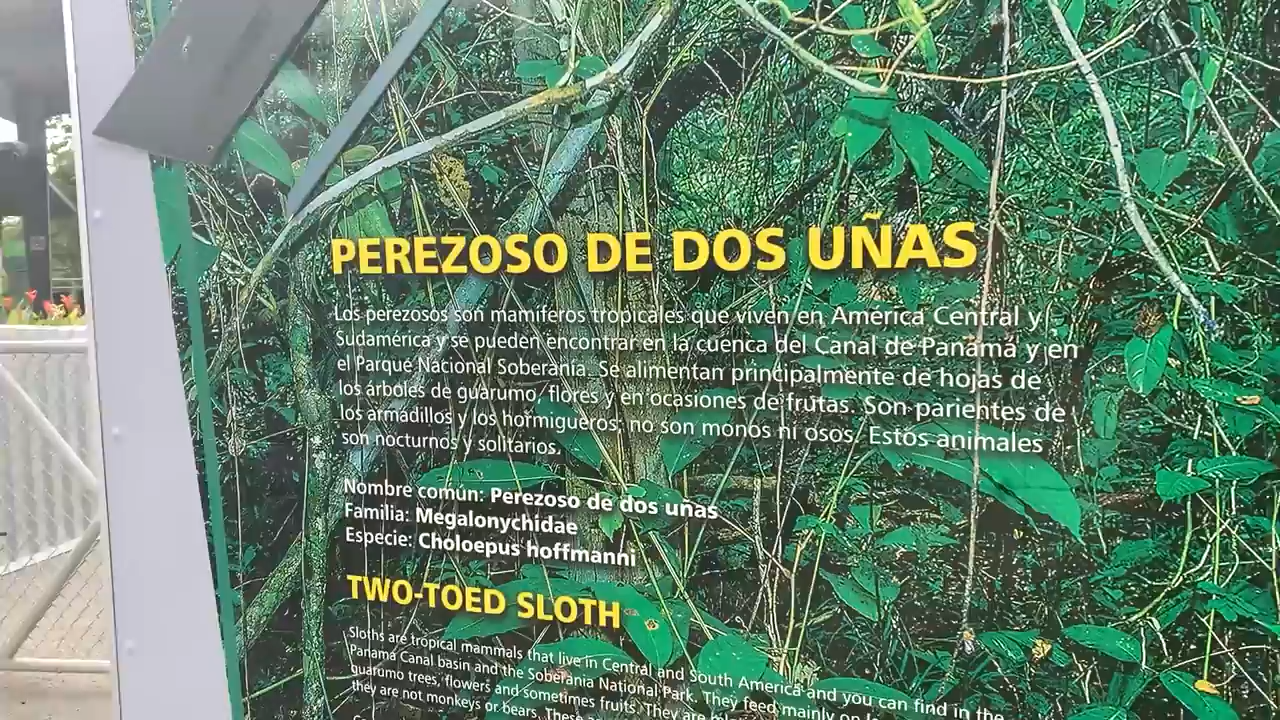 PEREZOSO DE DOS UÑAS
Los perezosos son mamíferos tropicales que viven en América Central y
Sudamérica y se pueden encontrar en la cuenca del Canal de Panamá y en
el Parque Nacional Soberanía. Se alimentan principalmente de hojas de
los árboles de guarumo, flores y en ocasiones de frutas. Son parientes de
los armadillos y los hormigueros, no son monos ni osos. Estos animales
son nocturnos y solitarios.
Nombre común: Perezoso de dos uñas
Familia: Megalonychidae
Especie: Choloepus hoffmanni
TWO-TOED SLOTH
Sloths are tropical mammals that live in Central and South America and you can find in the
Panama Canal basin and the Soberania National Park. They feed mainly on
guarumo trees, flowers and sometimes fruits. They are
they are not monkeys or bears. These